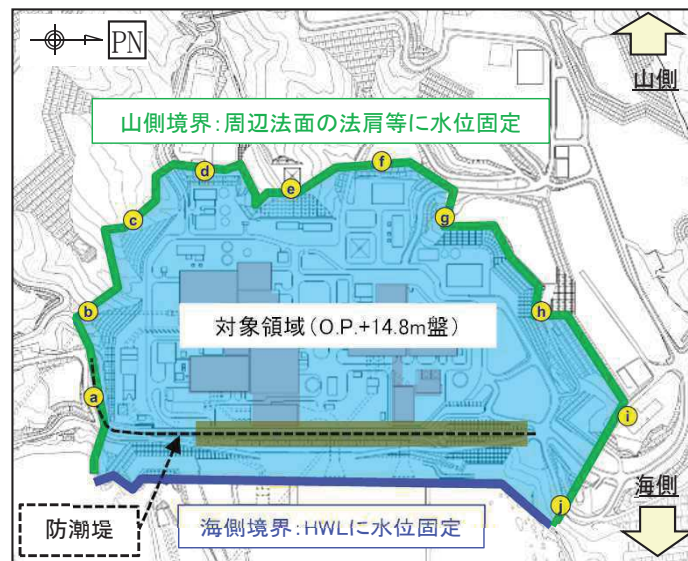 PN
山側
山側境界:周辺法面の法肩等に水位固定
d
f
e
c
g
b
h
対象領域(O.P.+14.8m盤)
a
i
海側
j
防潮堤
海側境界:HWLに水位固定